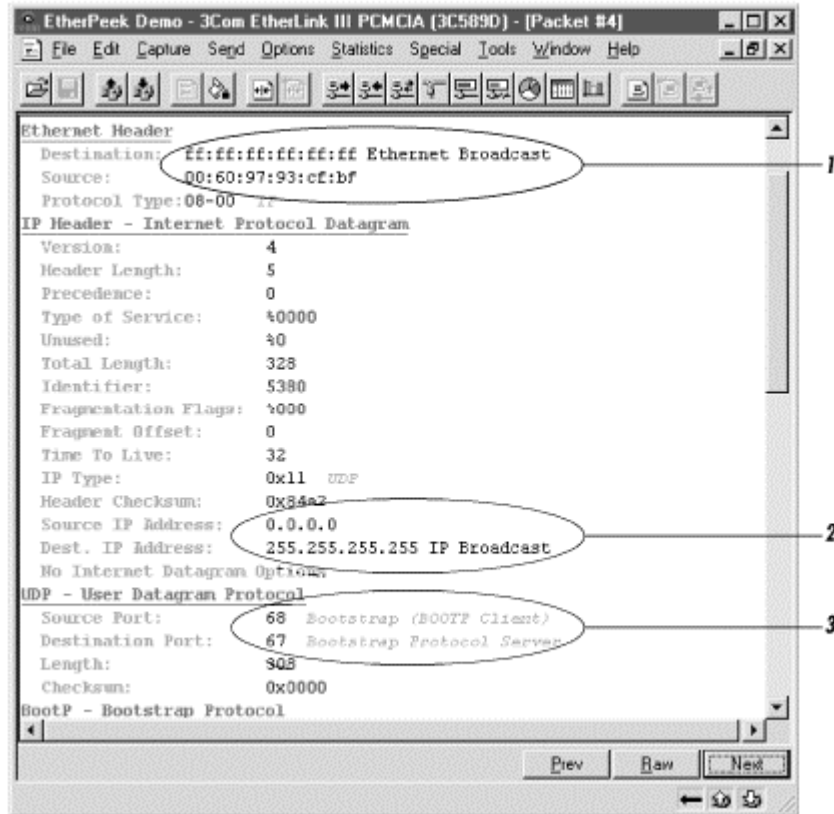 EtherPeek Demo - 3Com EtherLink III PCMCIA (3C589D) - [Packet #4]
File Edit Capture Send Options Statistics Special Tools Window Help
Ethernet Header
Destination: ff:ff:ff:ff:ff:ff Ethernet Broadcast
1
Source: 00:60:97:93:cf:bf
Protocol Type:08-00 IP
IP Header - Internet Protocol Datagram
Version: 4
Header Length: 5
Precedence: 0
Type of Service: %0000
Unused: %0
Total Length: 328
Identifier: 5380
Fragmentation Flags: %000
Fragment Offset: 0
Time To Live: 32
IP Type: 0x11 UDP
Header Checksum: 0x84a2
Source IP Address: 0.0.0.0
2
Dest. IP Address: 255.255.255.255 IP Broadcast
No Internet Datagram Options
UDP - User Datagram Protocol
Source Port: 68 Bootstrap (BOOTP Client)
3
Destination Port: 67 Bootstrap Protocol Server
Length: 308
Checksum: 0x0000
BootP - Bootstrap Protocol
Prev Raw Next